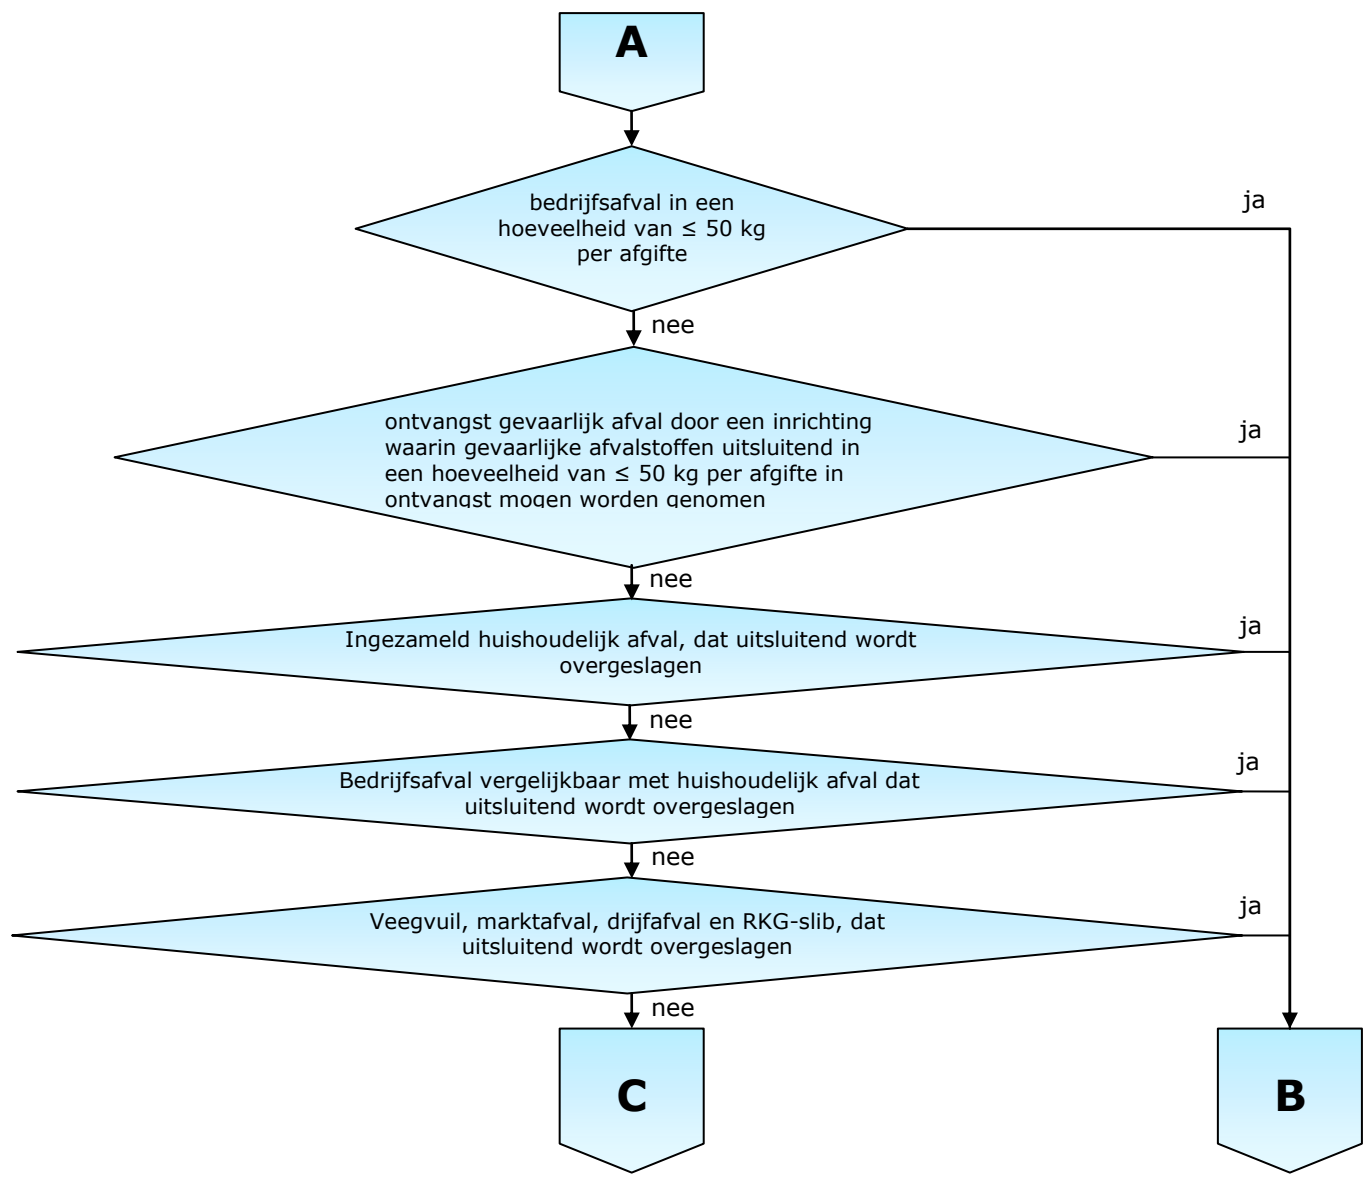 A
bedrijfsafval in een
hoeveelheid van ≤ 50 kg
per afgifte
ja
nee
ontvangst gevaarlijk afval door een inrichting
waarin gevaarlijke afvalstoffen uitsluitend in
een hoeveelheid van ≤ 50 kg per afgifte in
ontvangst mogen worden genomen
ja
nee
Ingezameld huishoudelijk afval, dat uitsluitend wordt
overgeslagen
ja
nee
Bedrijfsafval vergelijkbaar met huishoudelijk afval dat
uitsluitend wordt overgeslagen
ja
nee
Veegvuil, marktafval, drijfafval en RKG-slib, dat
uitsluitend wordt overgeslagen
ja
nee
C
B